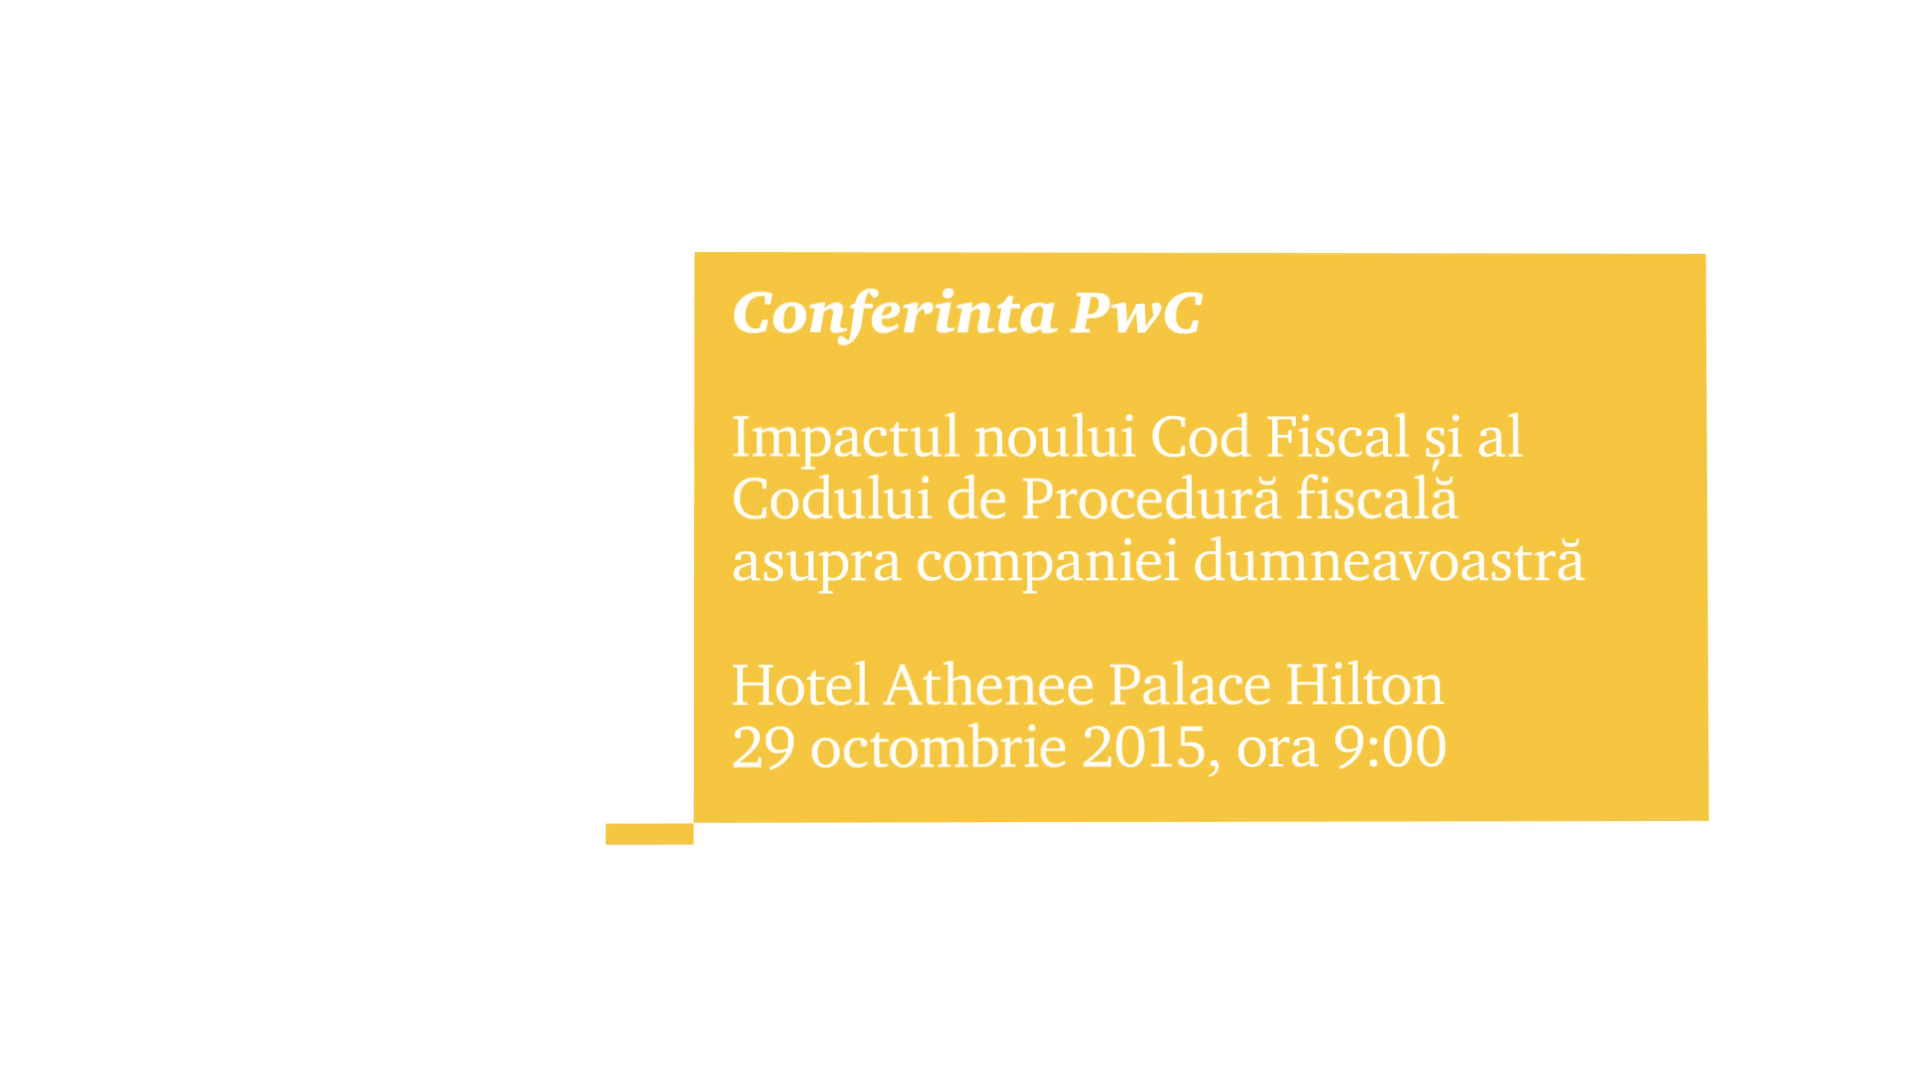 Conferinta PwC
Impactul noului Cod Fiscal și al
Codului de Procedură fiscală
asupra companiei dumneavoastră
Hotel Athenee Palace Hilton
29 octombrie 2015, ora 9:00